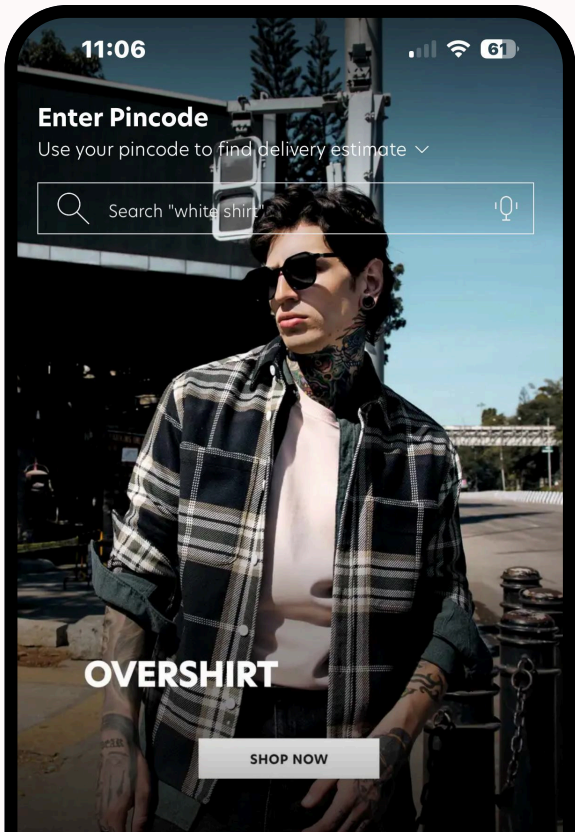 11:06
61
Enter Pincode
Use your pincode to find delivery estimate
Search "white shirt"
OVERSHIRT
SHOP NOW